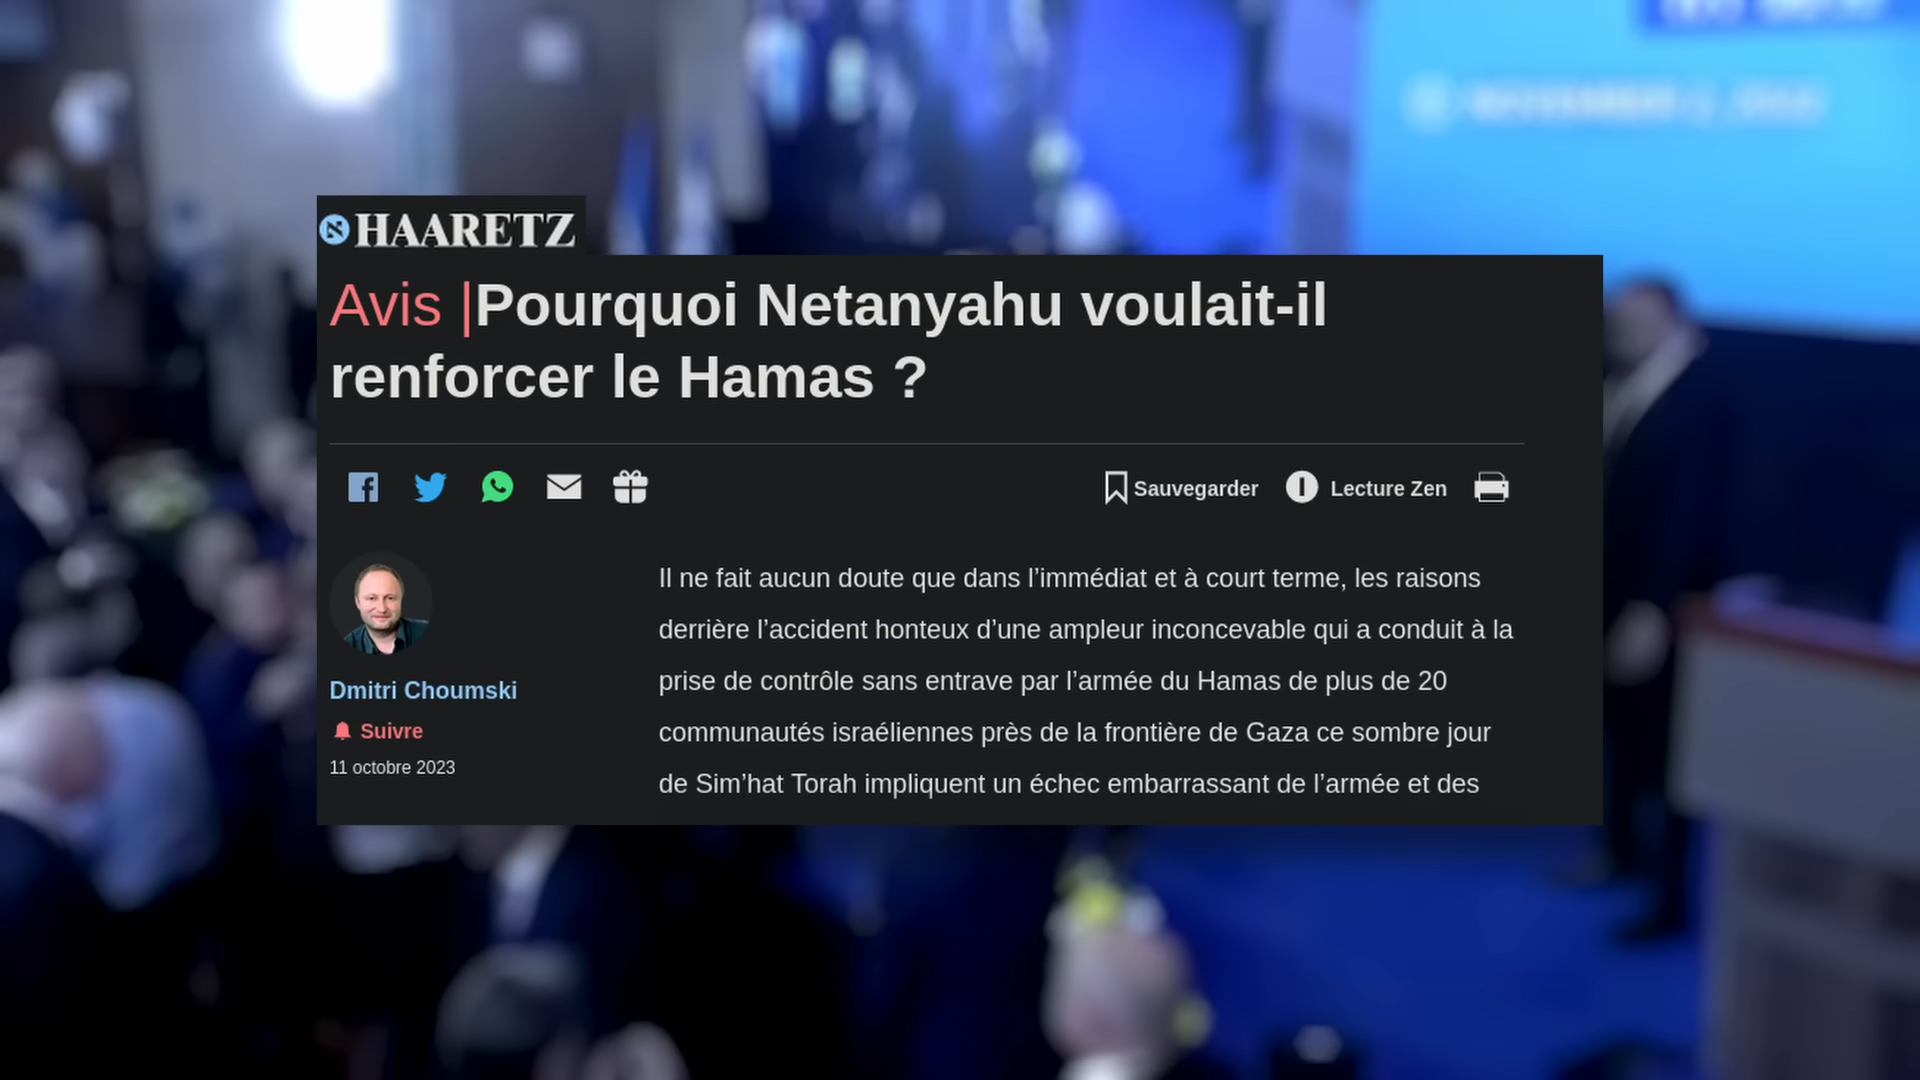 HAARETZ
Avis |Pourquoi Netanyahu voulait-il
renforcer le Hamas ?
Sauvegarder
Lecture Zen
Dmitri Choumski
Suivre
11 octobre 2023
Il ne fait aucun doute que dans l’immédiat et à court terme, les raisons
derrière l’accident honteux d’une ampleur inconcevable qui a conduit à la
prise de contrôle sans entrave par l’armée du Hamas de plus de 20
communautés israéliennes près de la frontière de Gaza ce sombre jour
de Sim’hat Torah impliquent un échec embarrassant de l’armée et des